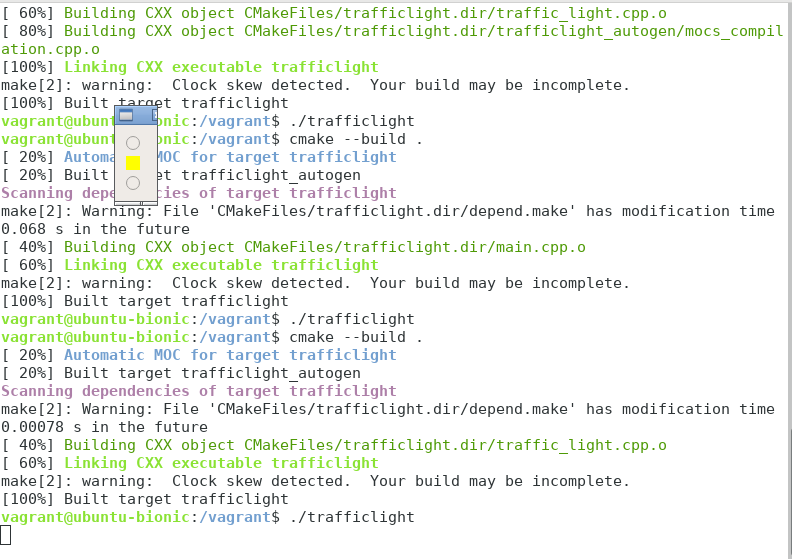 [ 60%] Building CXX object CMakeFiles/trafficlight.dir/traffic_light.cpp.o
[ 80%] Building CXX object CMakeFiles/trafficlight.dir/trafficlight_autogen/mocs_compil
ation.cpp.o
[100%] Linking CXX executable trafficlight
make[2]: warning:  Clock skew detected.  Your build may be incomplete.
[100%] Built target trafficlight
vagrant@ubunt onic:/vagrant$ ./trafficlight
vagrant@ubunt onic:/vagrant$ cmake --build .
[ 20%] Automa MOC for target trafficlight
[ 20%] Built et trafficlight_autogen
Scanning depe cies of target trafficlight
make[2]: Warning: File 'CMakeFiles/trafficlight.dir/depend.make' has modification time
0.068 s in the future
[ 40%] Building CXX object CMakeFiles/trafficlight.dir/main.cpp.o
[ 60%] Linking CXX executable trafficlight
make[2]: warning:  Clock skew detected.  Your build may be incomplete.
[100%] Built target trafficlight
vagrant@ubuntu-bionic:/vagrant$ ./trafficlight
vagrant@ubuntu-bionic:/vagrant$ cmake --build .
[ 20%] Automatic MOC for target trafficlight
[ 20%] Built target trafficlight_autogen
Scanning dependencies of target trafficlight
make[2]: Warning: File 'CMakeFiles/trafficlight.dir/depend.make' has modification time
0.00078 s in the future
[ 40%] Building CXX object CMakeFiles/trafficlight.dir/traffic_light.cpp.o
[ 60%] Linking CXX executable trafficlight
make[2]: warning:  Clock skew detected.  Your build may be incomplete.
[100%] Built target trafficlight
vagrant@ubuntu-bionic:/vagrant$ ./trafficlight